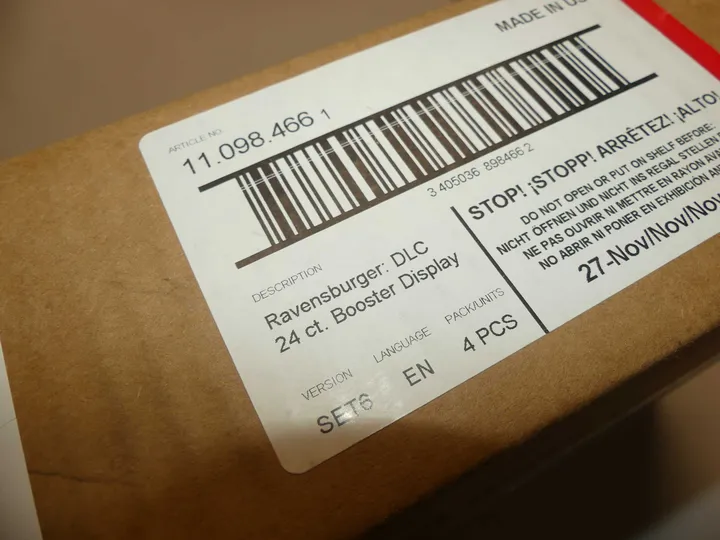 MADE IN US
ARTICLE NO
11.098.466 1
3 405036 898466 2
DESCRIPTION
Ravensburger: DLC
24 ct. Booster Display
VERSION LANGUAGE PACK/UNITS
SET6 EN 4 PCS
STOP! ¡STOPP! ARRÊTEZ! ¡ALTO!
DO NOT OPEN OR PUT ON SHELF BEFORE:
NICHT ÖFFNEN UND NICHT INS REGAL STELLEN
NE PAS OUVRIR NI METTRE EN RAYON
NO ABRIR NI PONER EN EXHIBICIÓN
27-Nov/Nov/Nov